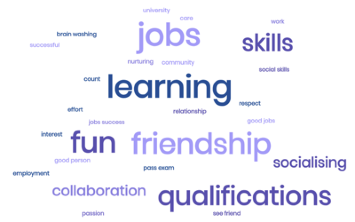 university
care
brain washing
jobs
work
successful
skills
nurturing
community
social skills
count
learning
respect
effort
relationship
jobs success
good jobs
interest
fun
friendship
good person
pass exam
socialising
employment
collaboration
qualifications
passion
see friend